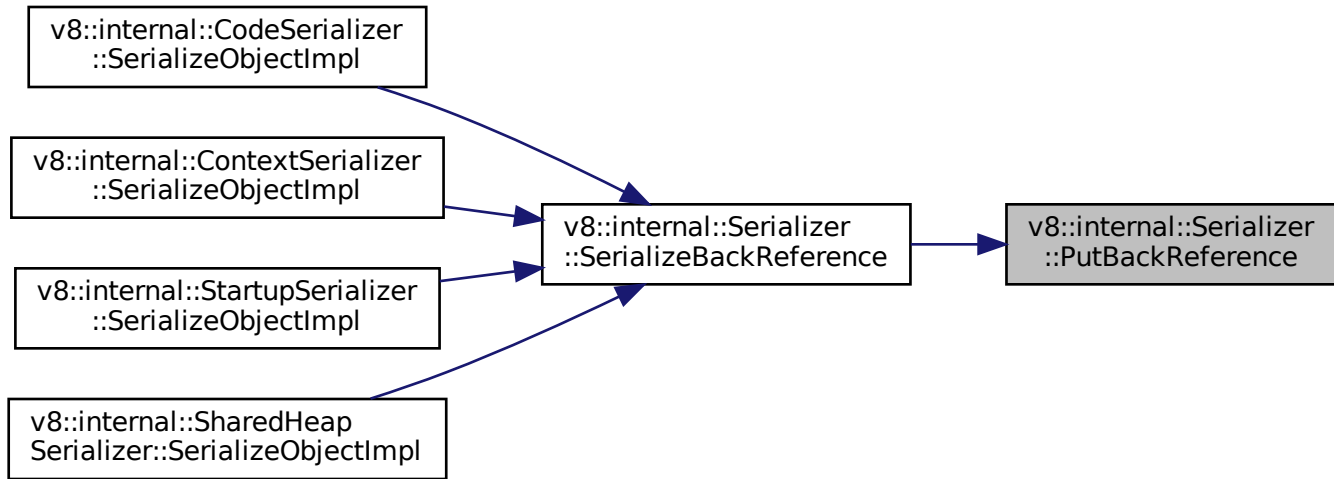 v8::internal::CodeSerializer
::SerializeObjectImpl
v8::internal::ContextSerializer
::SerializeObjectImpl
v8::internal::StartupSerializer
::SerializeObjectImpl
v8::internal::SharedHeap
Serializer::SerializeObjectImpl
v8::internal::Serializer
::SerializeBackReference
v8::internal::Serializer
::PutBackReference